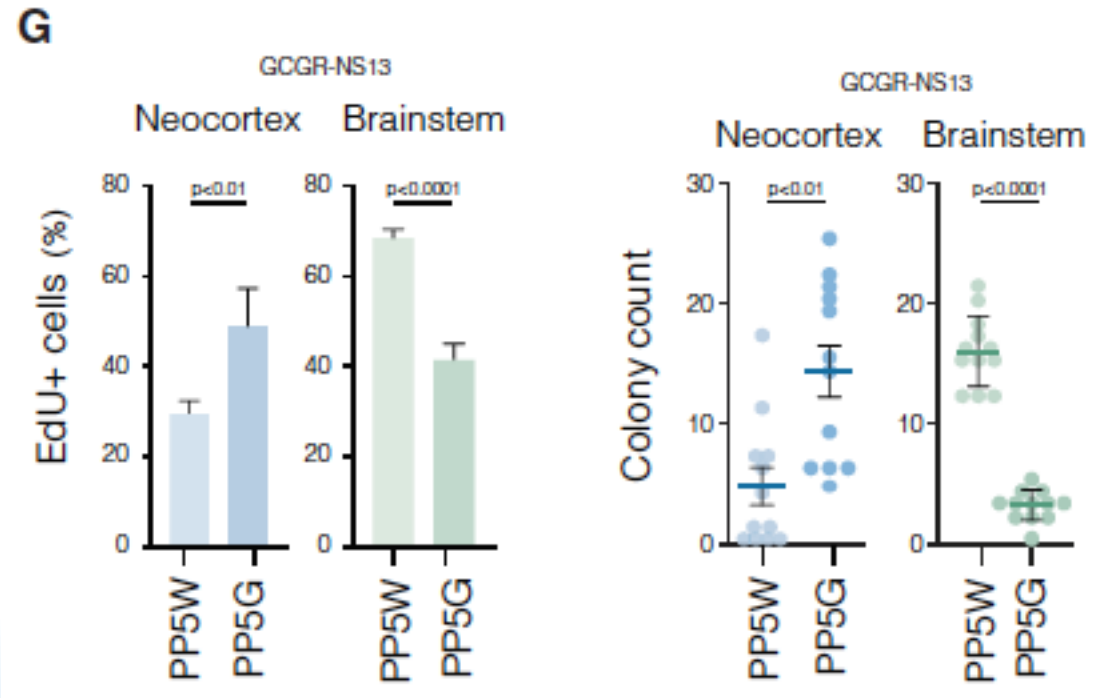 G
GCGR-NS13
Neocortex Brainstem
EdU+ cells (%)
80
60
40
20
0
p<0.01
80
60
40
20
0
p<0.0001
PP5W
PP5G
PP5W
PP5G
GCGR-NS13
Neocortex Brainstem
Colony count
30
20
10
0
p<0.01
30
20
10
0
p<0.0001
PP5W
PP5G
PP5W
PP5G